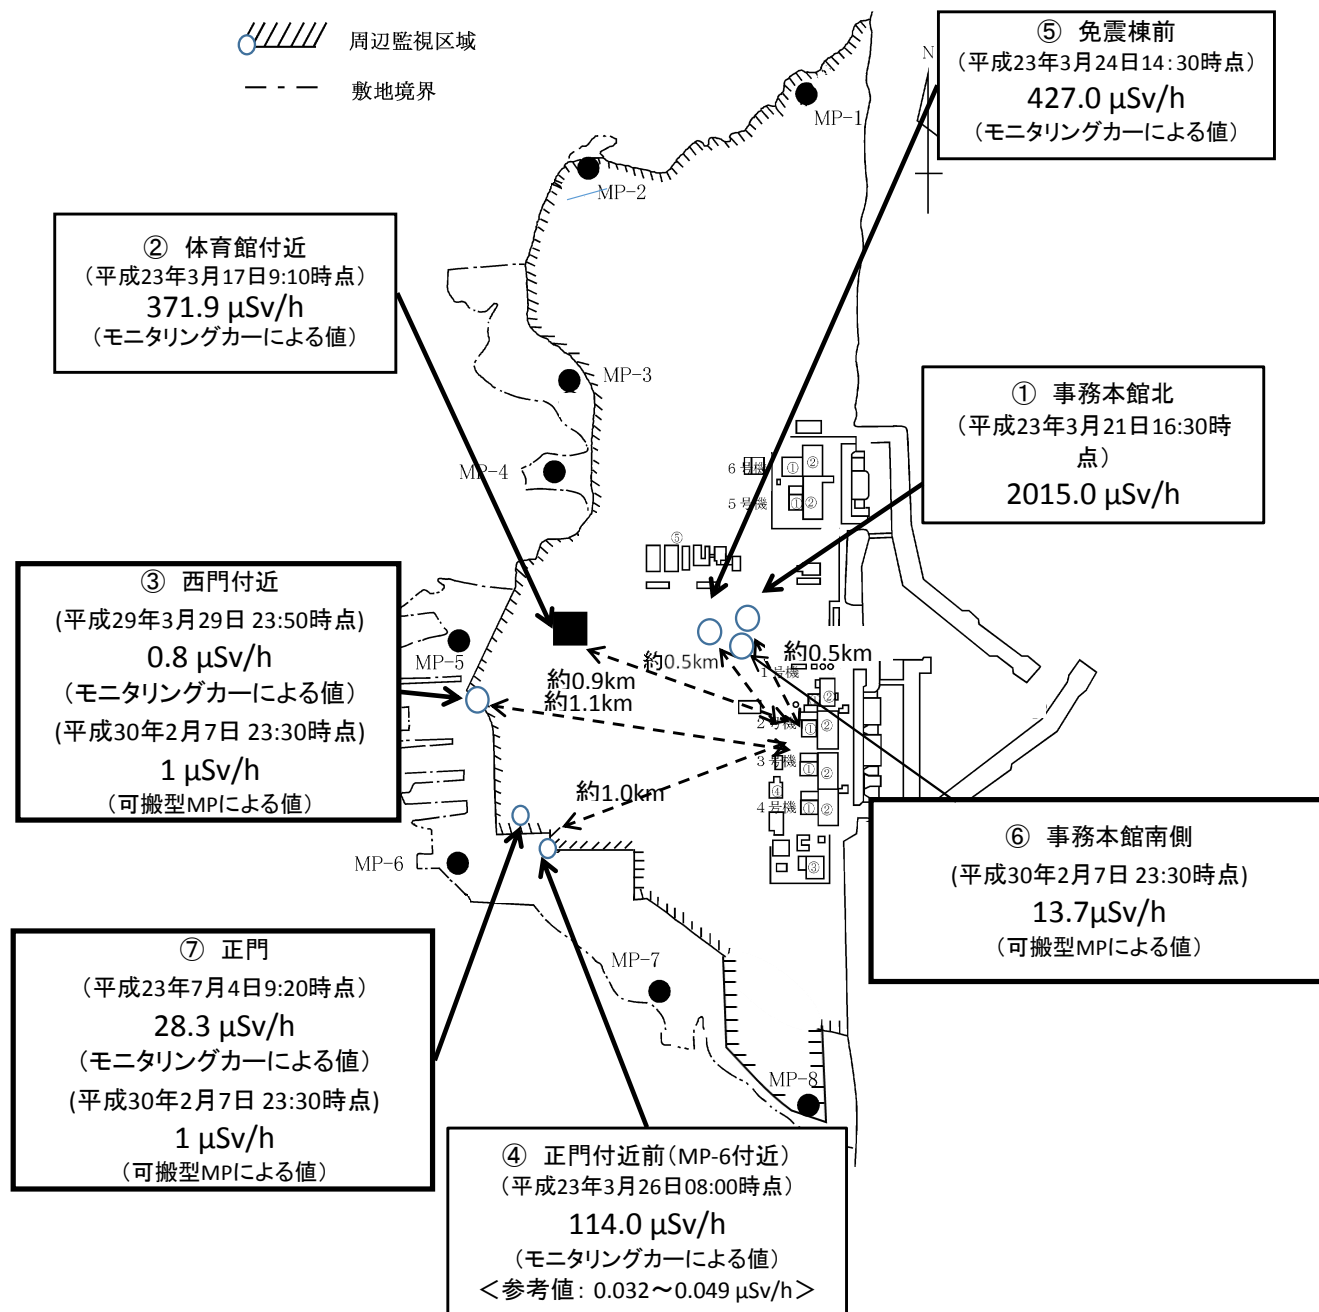 周辺監視区域
敷地境界
⑤ 免震棟前
（平成23年3月24日14：30時点）
427.0 μSv/h
（モニタリングカーによる値）
N
MP-1
MP-2
② 体育館付近
（平成23年3月17日9:10時点）
371.9 μSv/h
（モニタリングカーによる値）
MP-3
① 事務本館北
（平成23年3月21日16:30時
点）
2015.0 μSv/h
MP-4
6号機
① ②
5号機
① ②
⑤
③ 西門付近
(平成29年3月29日 23:50時点)
0.8 μSv/h
（モニタリングカーによる値）
(平成30年2月7日 23:30時点)
1 μSv/h
（可搬型MPによる値）
MP-5
約0.9km
約1.1km
約0.5km
約0.5km
1号機
②
2号機
① ②
3号機
① ②
④
4号機
① ②
③
約1.0km
MP-6
⑥ 事務本館南側
(平成30年2月7日 23:30時点)
13.7μSv/h
（可搬型MPによる値）
⑦ 正門
（平成23年7月4日9:20時点）
28.3 μSv/h
（モニタリングカーによる値）
(平成30年2月7日 23:30時点)
1 μSv/h
（可搬型MPによる値）
MP-7
MP-8
④ 正門付近前（MP-6付近）
（平成23年3月26日08:00時点）
114.0 μSv/h
（モニタリングカーによる値）
＜参考値： 0.032～0.049 μSv/h＞